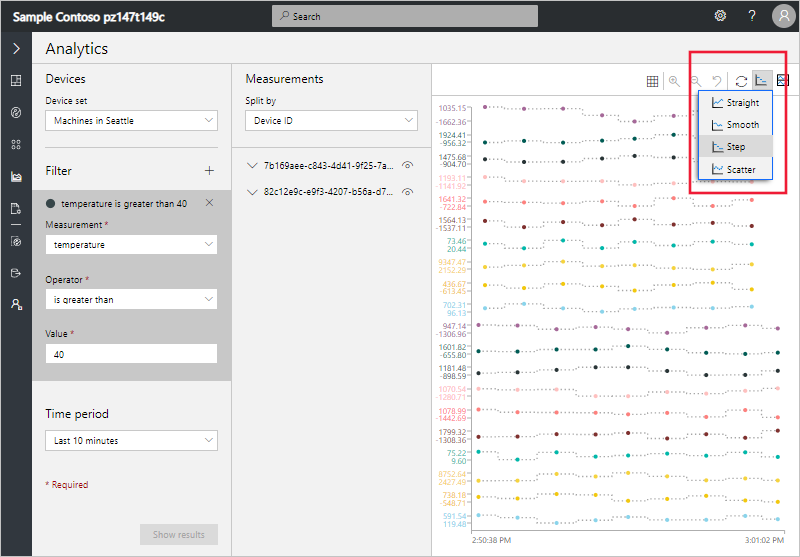 Sample Contoso pz147t149c
Search
?
Analytics
Devices
Device set
Machines in Seattle
Filter
temperature is greater than 40
Measurement *
temperature
Operator *
is greater than
Value *
40
Time period
Last 10 minutes
* Required
Show results
Measurements
Split by
Device ID
7b169aee-c843-4d41-9f25-7a...
82c12e9c-e9f3-4207-b56a-d7...
Straight
Smooth
Step
Scatter
1035.15
-1662.36
1924.41
-956.32
1475.68
-904.70
1193.11
-1141.92
1641.32
-722.84
1564.13
-1537.11
73.46
20.44
9347.47
2152.29
436.67
-613.45
702.31
96.13
947.14
-1306.96
1601.82
-655.80
1181.48
-898.59
1070.54
-1280.71
1078.99
-1442.69
1799.32
-1308.36
75.22
9.60
8752.64
2427.49
738.18
-548.71
591.54
119.48
2:50:38 PM
3:01:02 PM